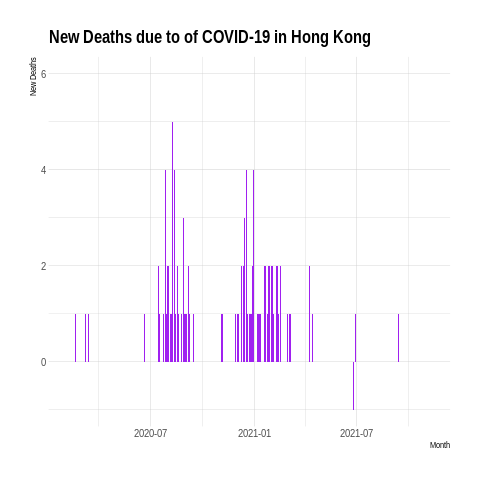 New Deaths due to of COVID-19 in Hong Kong
New Deaths
6
4
2
0
2020-07
2021-01
2021-07
Month